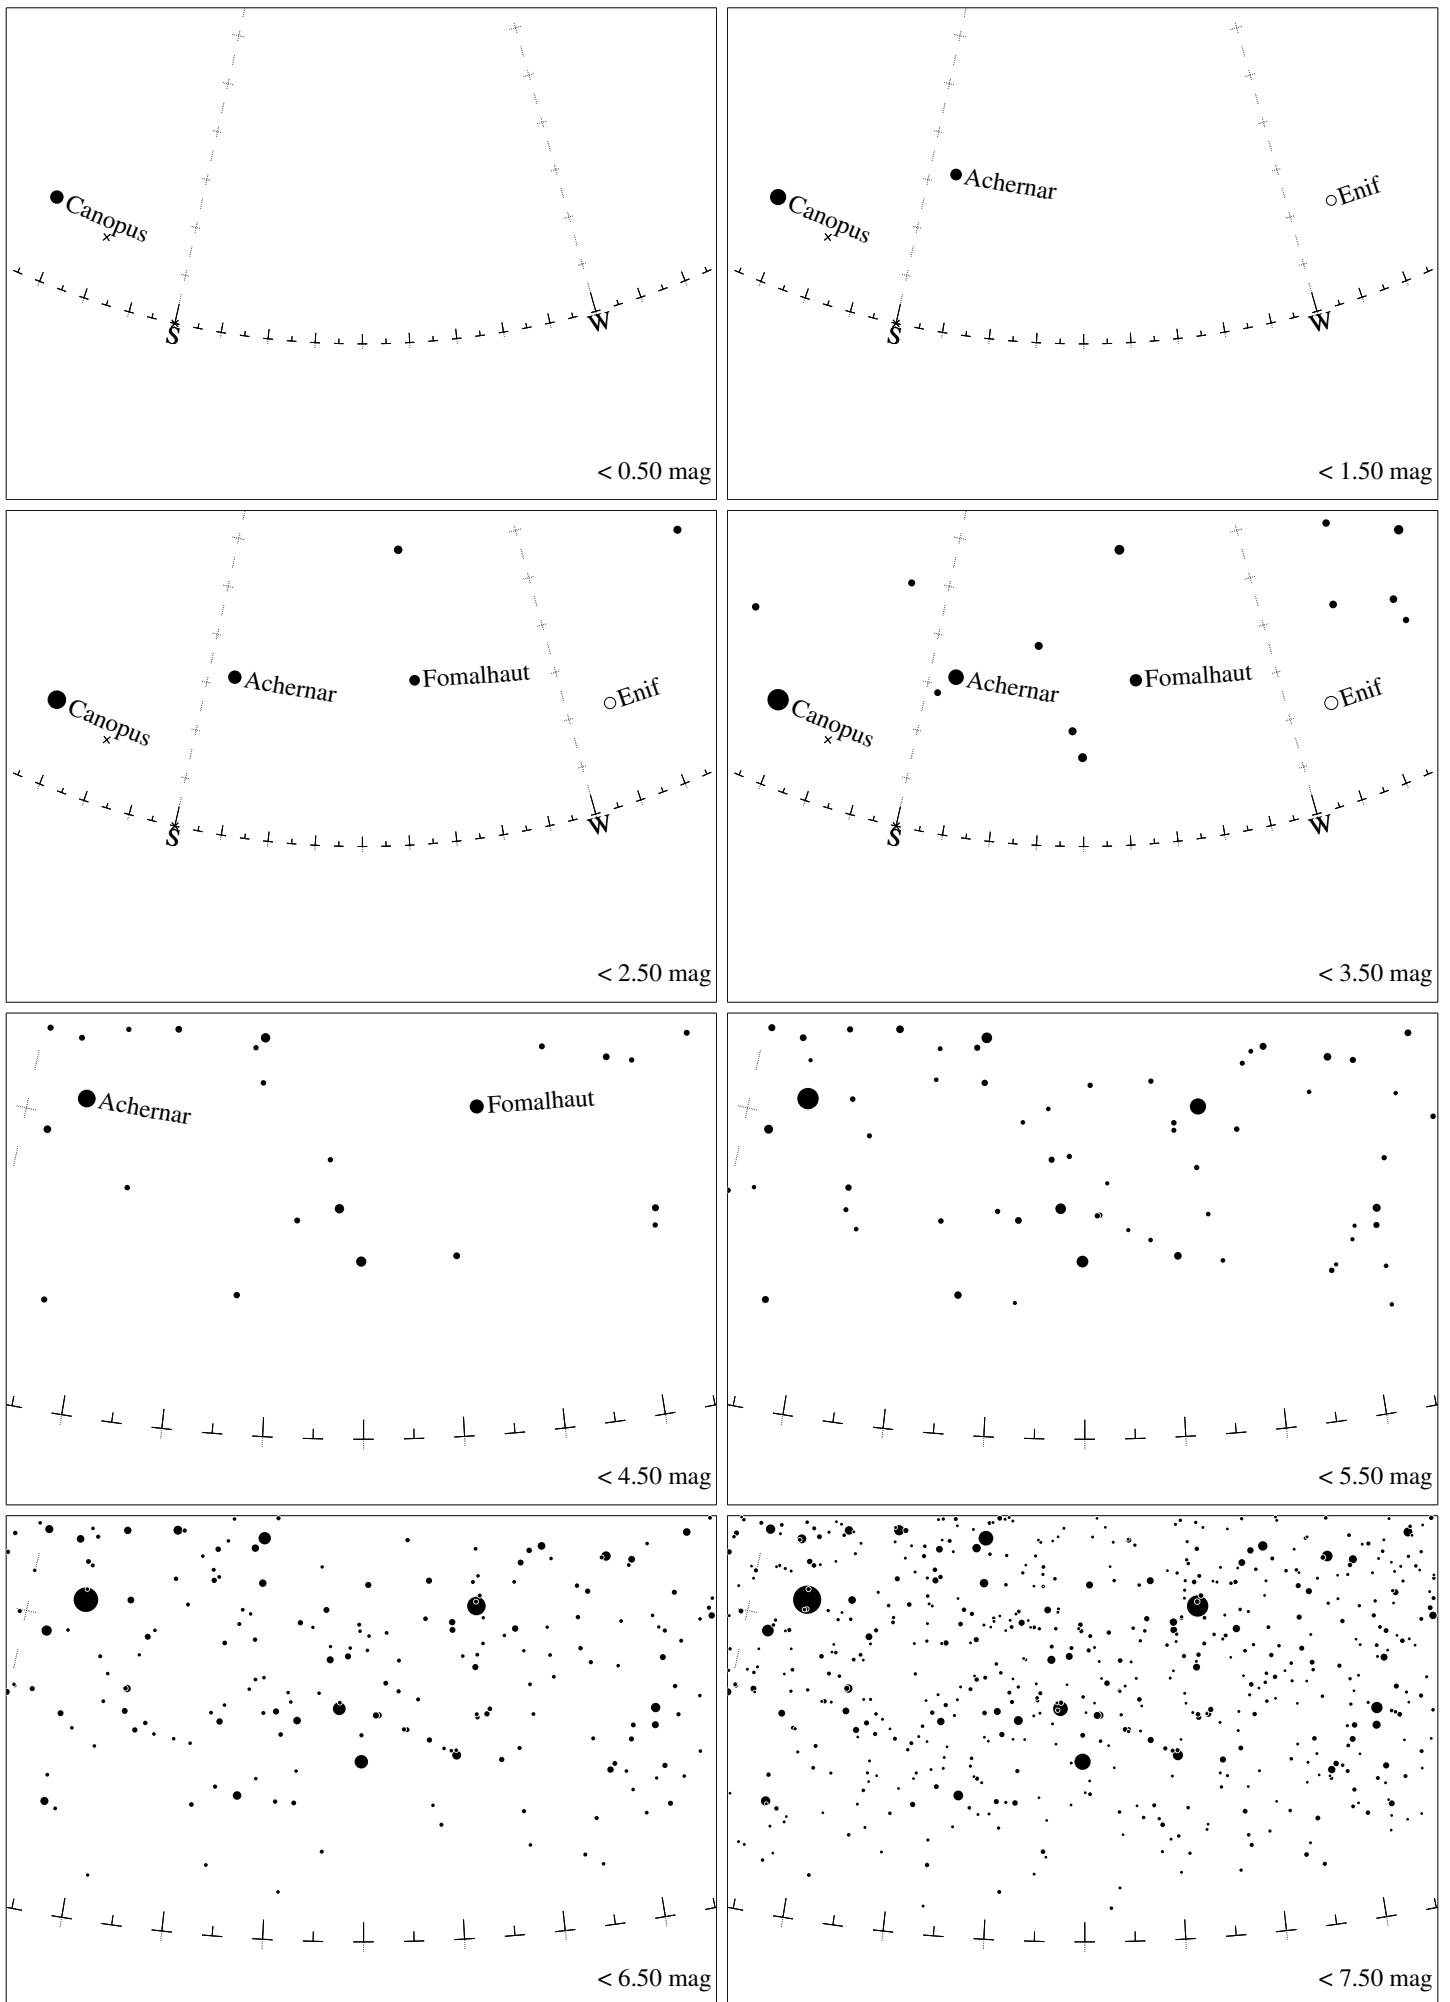 Canopus
S
W
< 0.50 mag
Achernar
Enif
Canopus
S
W
< 1.50 mag
Achernar
Fomalhaut
Enif
Canopus
S
W
< 2.50 mag
Achernar
Fomalhaut
Enif
Canopus
S
W
< 3.50 mag
Achernar
Fomalhaut
< 4.50 mag
< 5.50 mag
< 6.50 mag
< 7.50 mag